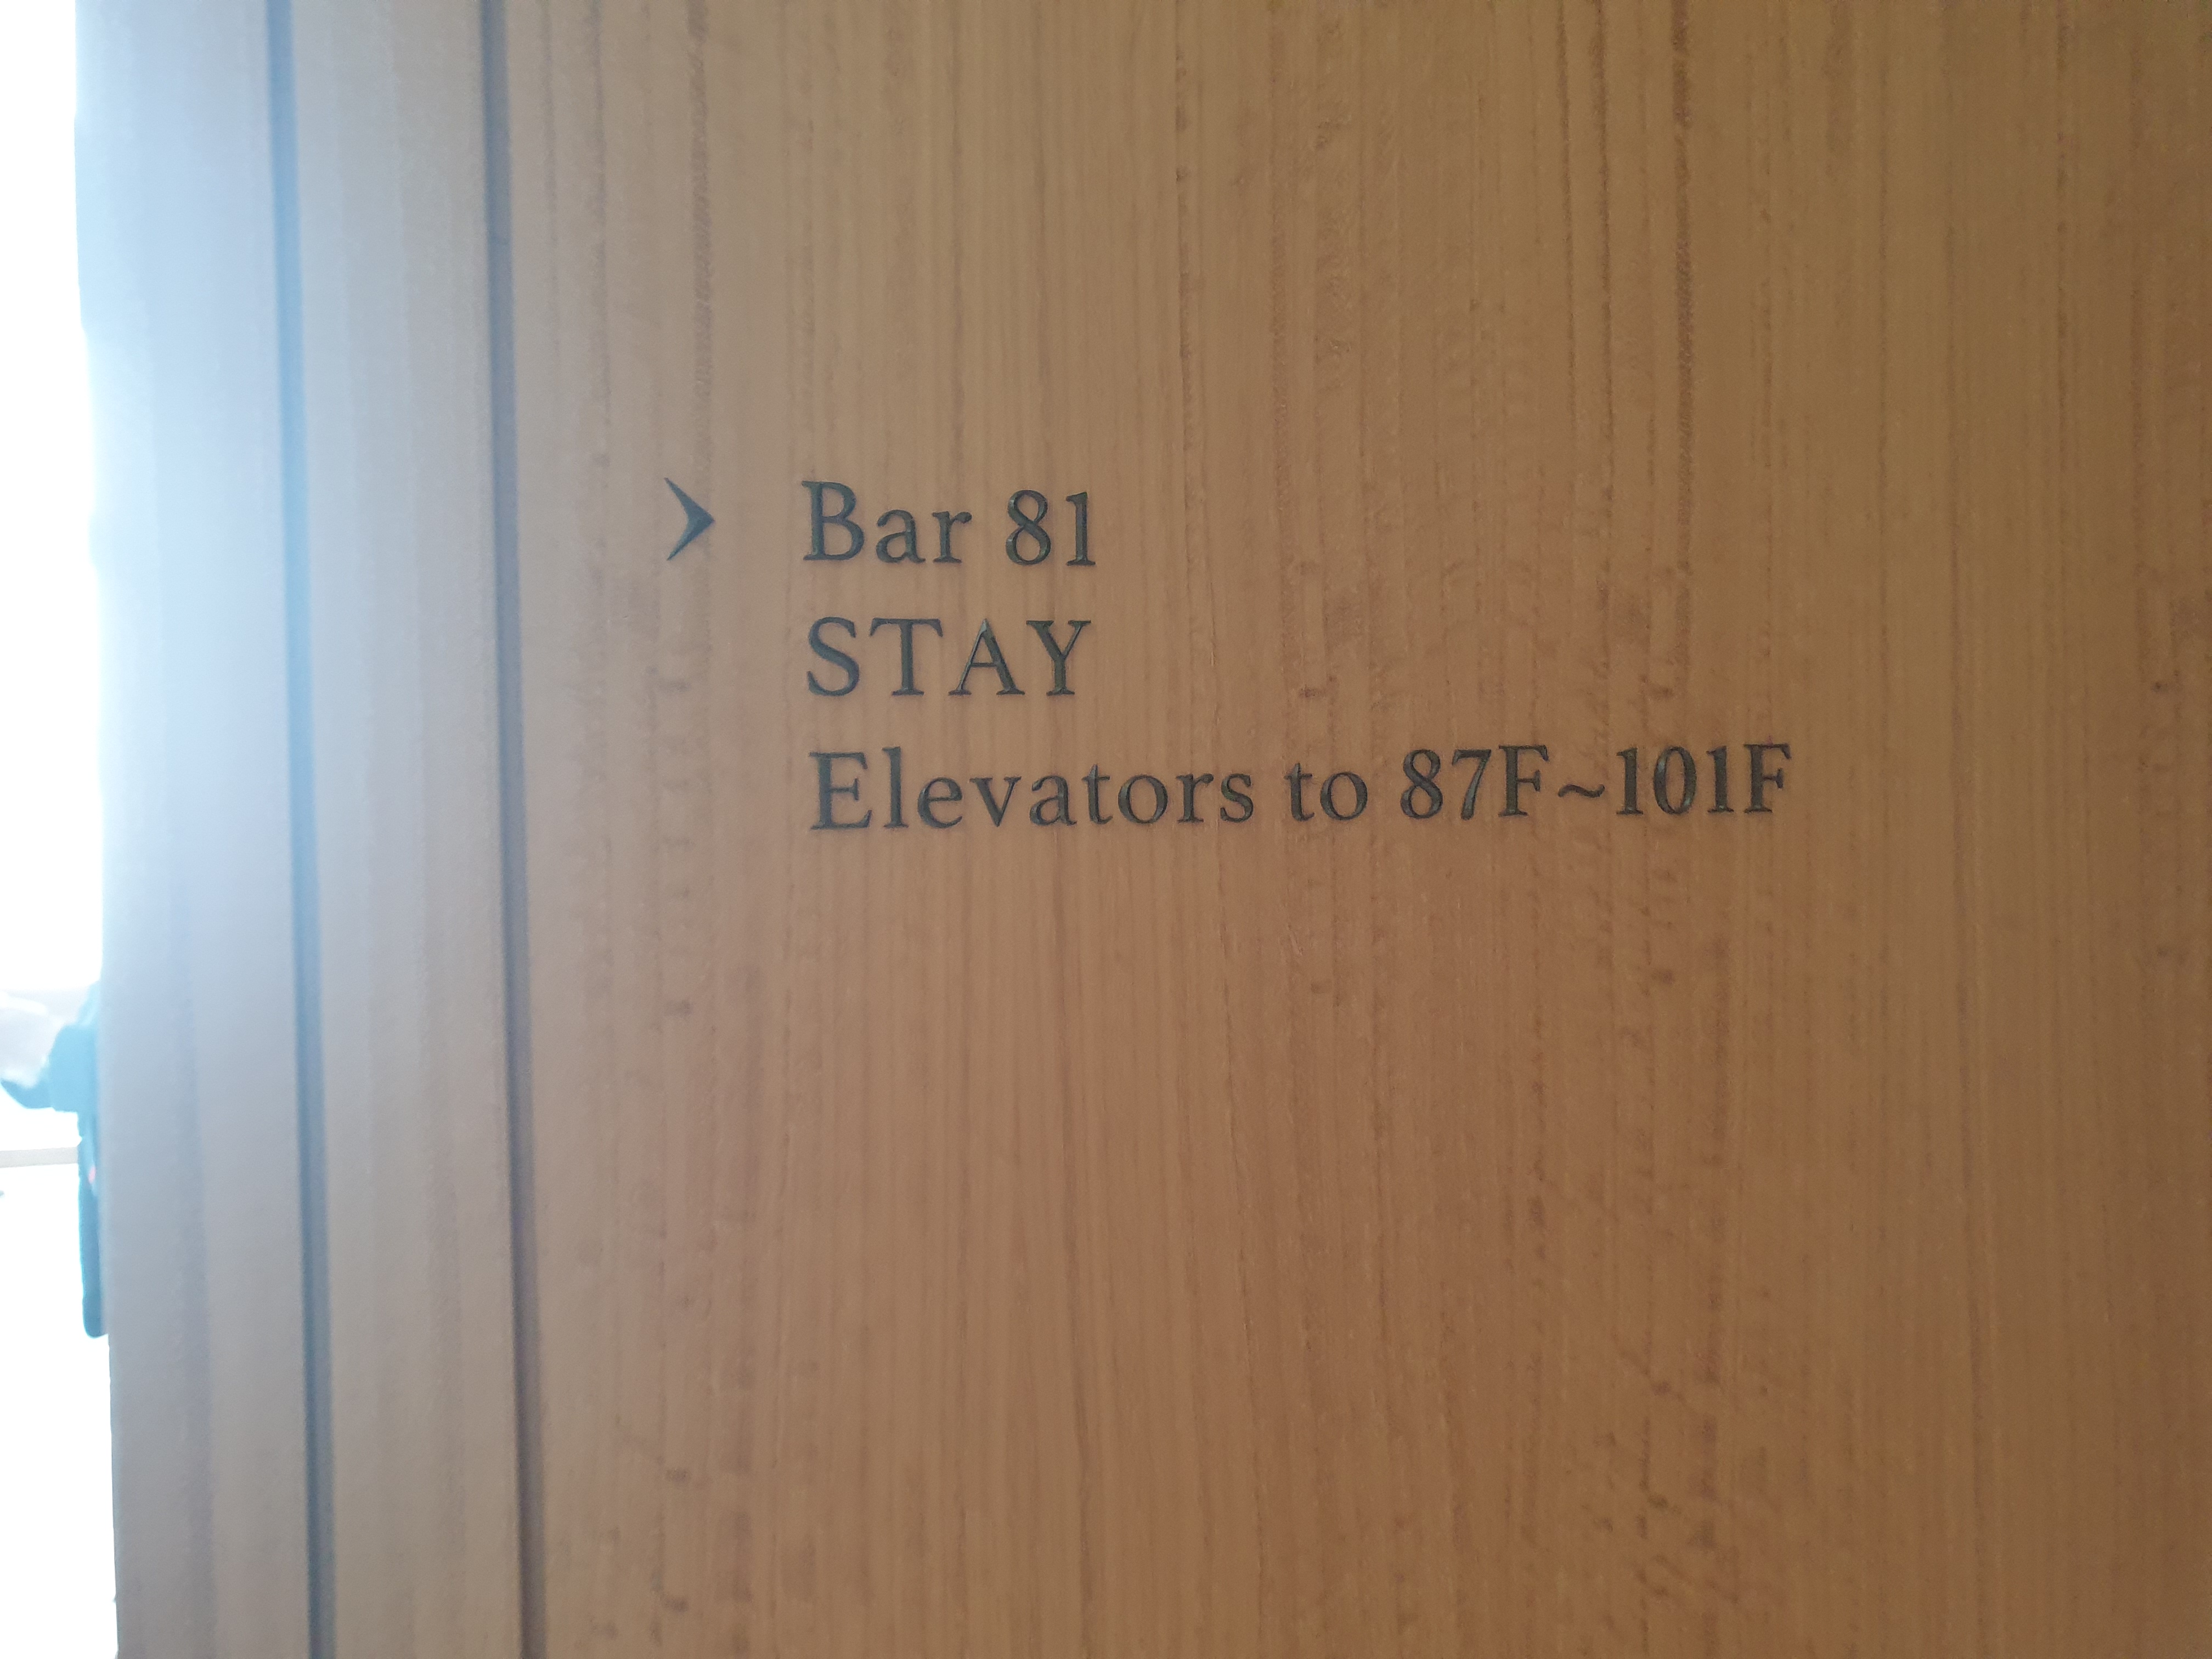 > Bar 81
STAY
Elevators to 87F~101F